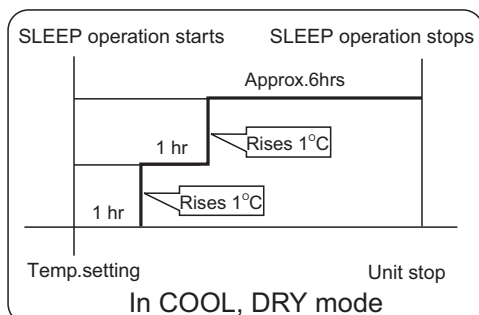 SLEEP operation starts SLEEP operation stops
Approx.6hrs
1 hr
Rises 1°C
1 hr
Rises 1°C
Temp.setting Unit stop
In COOL, DRY mode